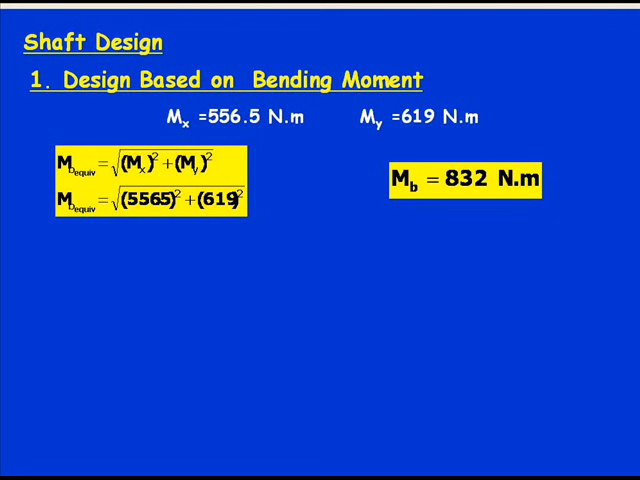 Shaft Design
1. Design Based on Bending Moment
Mx =556.5 N.m My =619 N.m
Mbequiv = √(Mx)² + (My)²
Mbequiv = √(5565)² + (619)²
Mb = 832 N.m